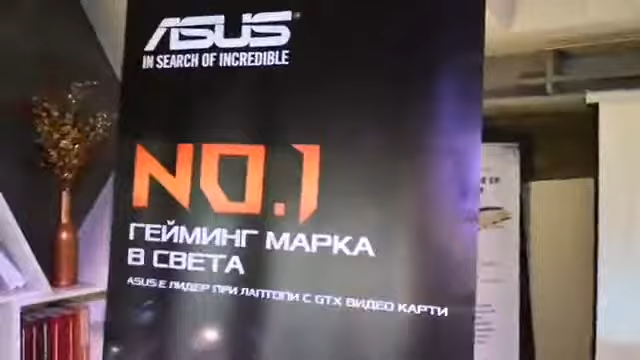 ASUS
IN SEARCH OF INCREDIBLE
NO.1
ГЕЙМИНГ МАРКА
В СВЕТА
ASUS Е ЛИДЕР ПРИ ЛАПТОПИ С GTX ВИДЕО КАРТИ